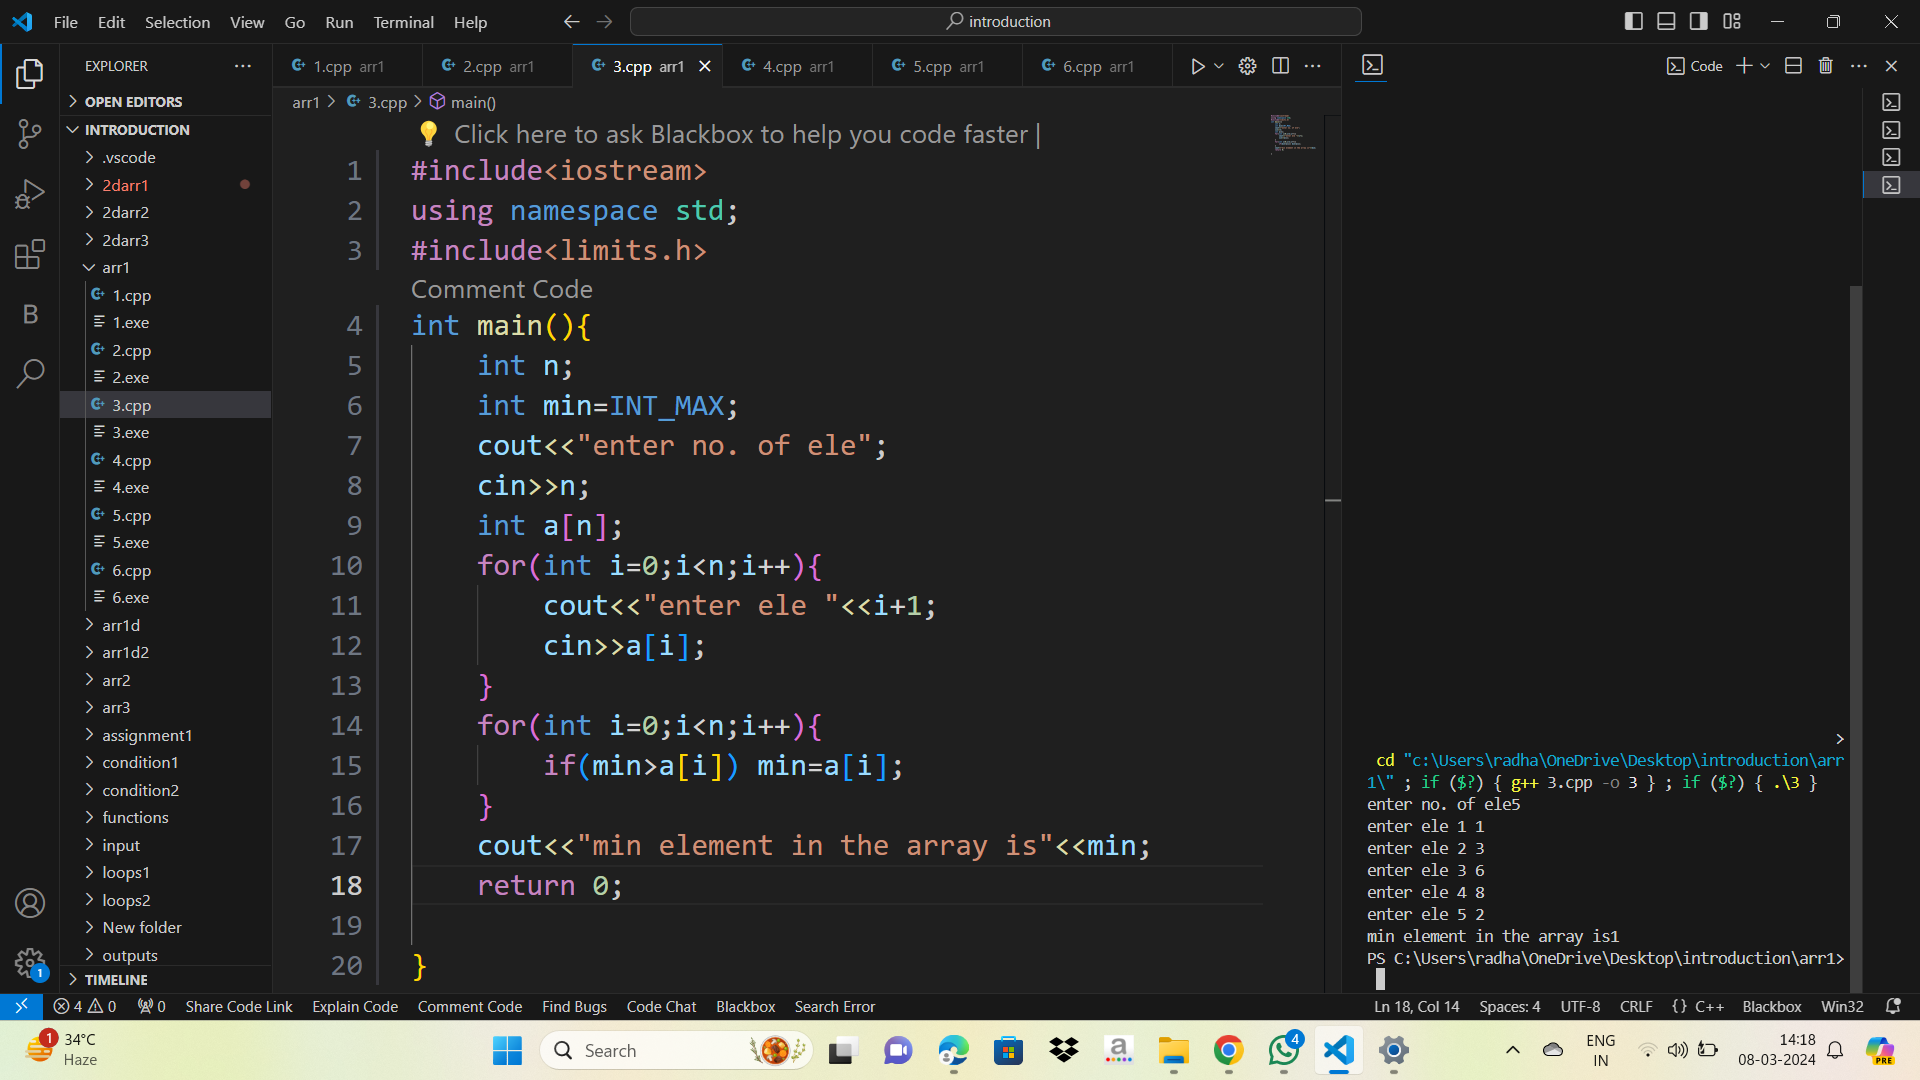 File Edit Selection View Go Run Terminal Help
introduction
EXPLORER
OPEN EDITORS
INTRODUCTION
.vscode
2darr1
2darr2
2darr3
arr1
1.cpp
1.exe
2.cpp
2.exe
3.cpp
3.exe
4.cpp
4.exe
5.cpp
5.exe
6.cpp
6.exe
arr1d
arr1d2
arr2
arr3
assignment1
condition1
condition2
functions
input
loops1
loops2
New folder
outputs
TIMELINE
B
1
1.cpp arr1 2.cpp arr1 3.cpp arr1 4.cpp arr1 5.cpp arr1 6.cpp arr1
arr1 > 3.cpp > main()
Click here to ask Blackbox to help you code faster |
1 #include<iostream>
2 using namespace std;
3 #include<limits.h>
Comment Code
4 int main(){
5 int n;
6 int min=INT_MAX;
7 cout<<"enter no. of ele";
8 cin>>n;
9 int a[n];
10 for(int i=0;i<n;i++){
11 cout<<"enter ele "<<i+1;
12 cin>>a[i];
13 }
14 for(int i=0;i<n;i++){
15 if(min>a[i]) min=a[i];
16 }
17 cout<<"min element in the array is"<<min;
18 return 0;
19
20 }
Code
>
cd "c:\Users\radha\OneDrive\Desktop\introduction\arr
1\" ; if ($?) { g++ 3.cpp -o 3 } ; if ($?) { .\3 }
enter no. of ele5
enter ele 1 1
enter ele 2 3
enter ele 3 6
enter ele 4 8
enter ele 5 2
min element in the array is1
PS C:\Users\radha\OneDrive\Desktop\introduction\arr1>
4 0 0 Share Code Link Explain Code Comment Code Find Bugs Code Chat Blackbox Search Error
Ln 18, Col 14 Spaces: 4 UTF-8 CRLF {} C++ Blackbox Win32
1 34°C
Haze
Search
a
4
ENG
IN
14:18
08-03-2024
PRE